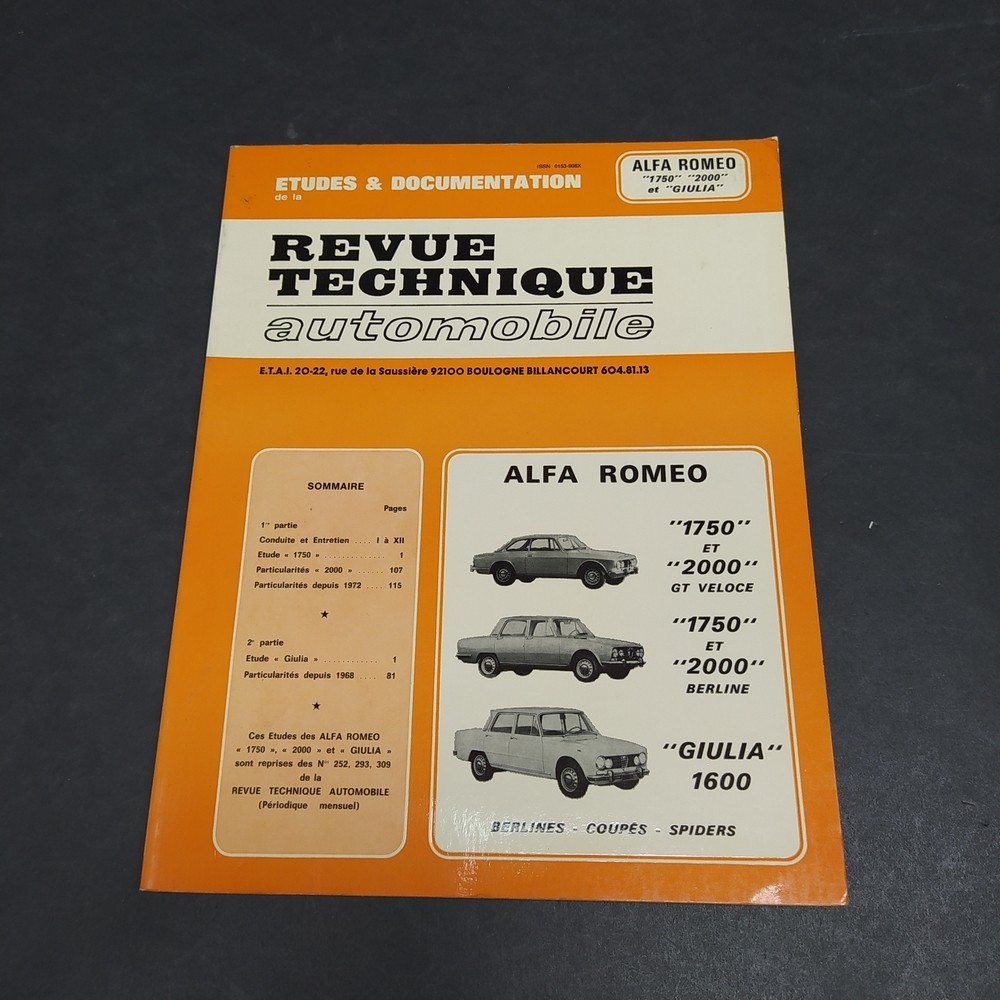 ISSN 0153-906X
ETUDES & DOCUMENTATION
de la
ALFA ROMEO
"1750" "2000"
et "GIULIA"
REVUE
TECHNIQUE
automobile
E.T.A.I. 20-22, rue de la Saussière 92100 BOULOGNE BILLANCOURT 604.81.13
SOMMAIRE
Pages
1re partie
Conduite et Entretien .... I à XII
Etude « 1750 » .............. 1
Particularités « 2000 » ...... 107
Particularités depuis 1972 .... 115
★
2e partie
Etude « Giulia » ............ 1
Particularités depuis 1968 .... 81
★
Ces Etudes des ALFA ROMEO
« 1750 », « 2000 » et « GIULIA »
sont reprises des Nos 252, 293, 309
de la
REVUE TECHNIQUE AUTOMOBILE
(Périodique mensuel)
ALFA ROMEO
"1750"
ET
"2000"
GT VELOCE
"1750"
ET
"2000"
BERLINE
"GIULIA"
1600
BERLINES - COUPÉS - SPIDERS